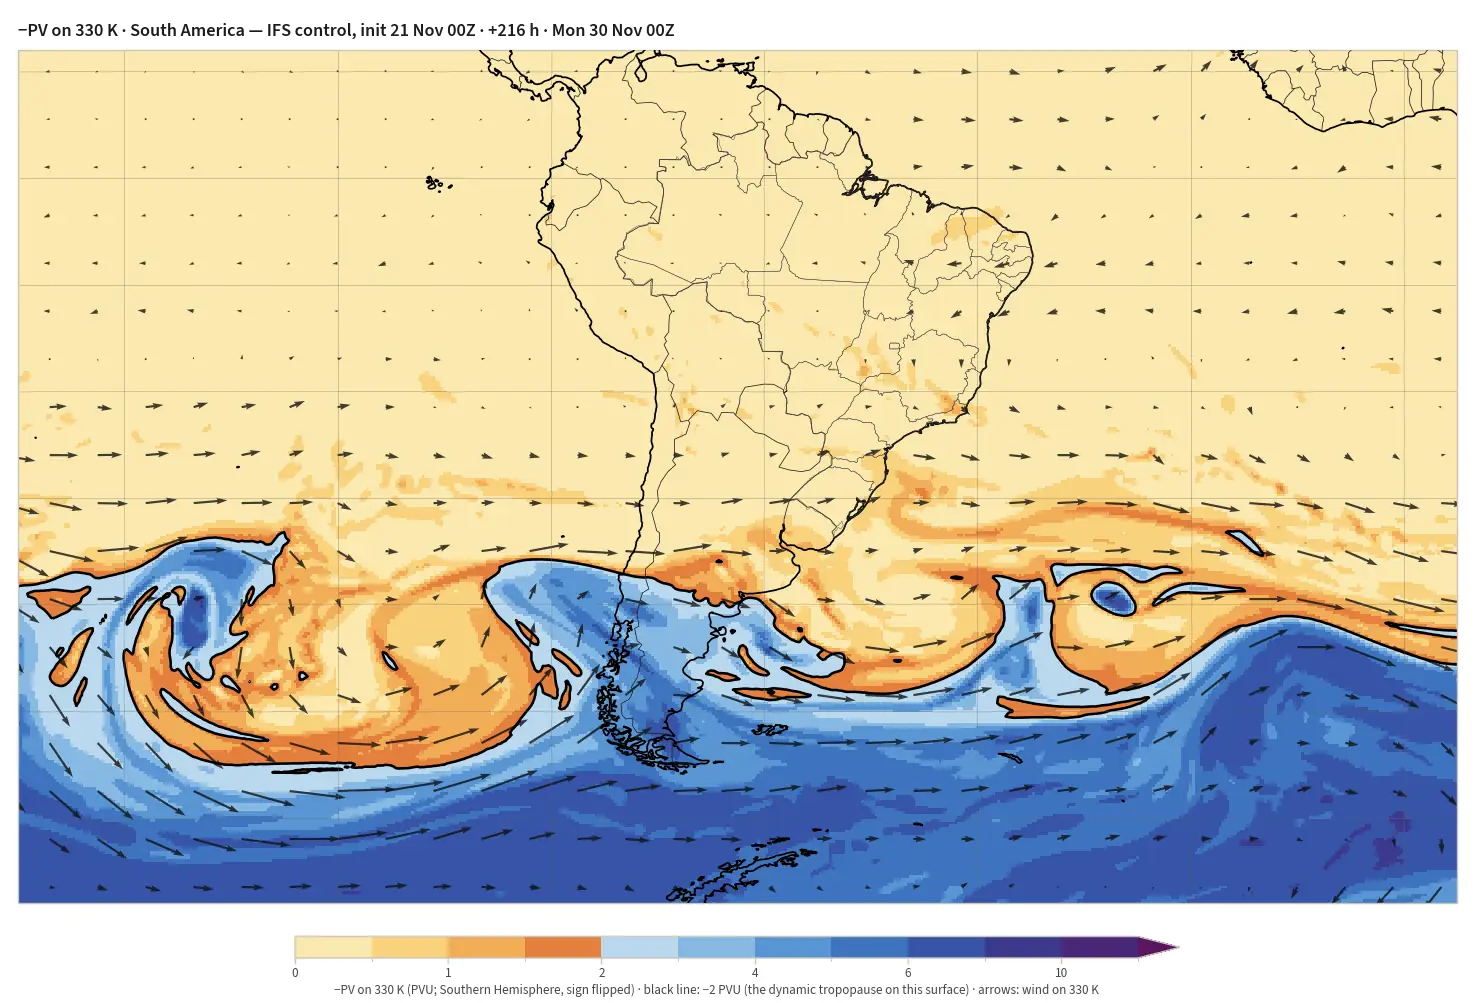 −PV on 330 K · South America — IFS control, init 21 Nov 00Z · +216 h · Mon 30 Nov 00Z
0 1 2 4 6 10
−PV on 330 K (PVU; Southern Hemisphere, sign flipped) · black line: −2 PVU (the dynamic tropopause on this surface) · arrows: wind on 330 K